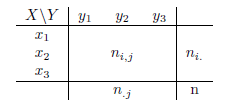 X\Y y₁ y₂ y₃
x₁
x₂ nᵢ,ⱼ nᵢ.
x₃
n.ⱼ n